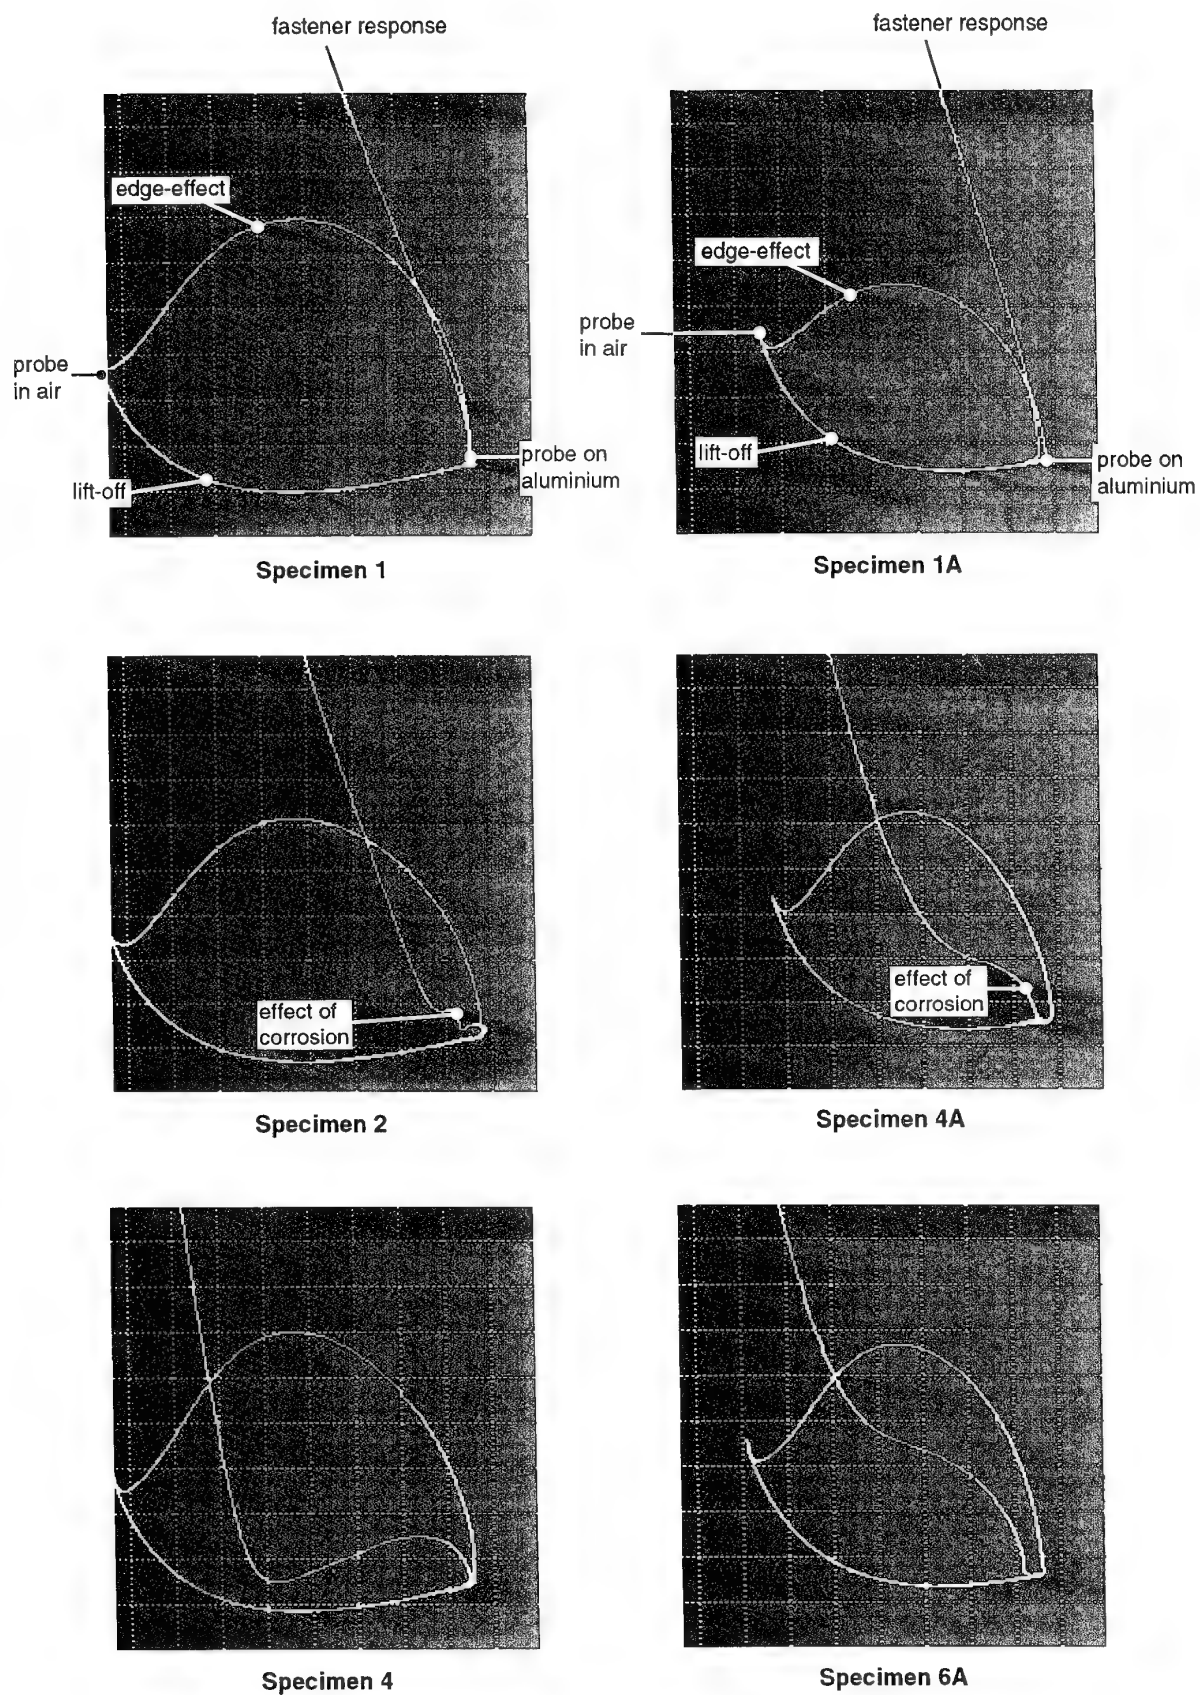 fastener response
fastener response
edge-effect
edge-effect
probe
in air
probe
in air
lift-off
lift-off
probe on
aluminium
probe on
aluminium
Specimen 1
Specimen 1A
effect of
corrosion
effect of
corrosion
Specimen 2
Specimen 4A
Specimen 4
Specimen 6A